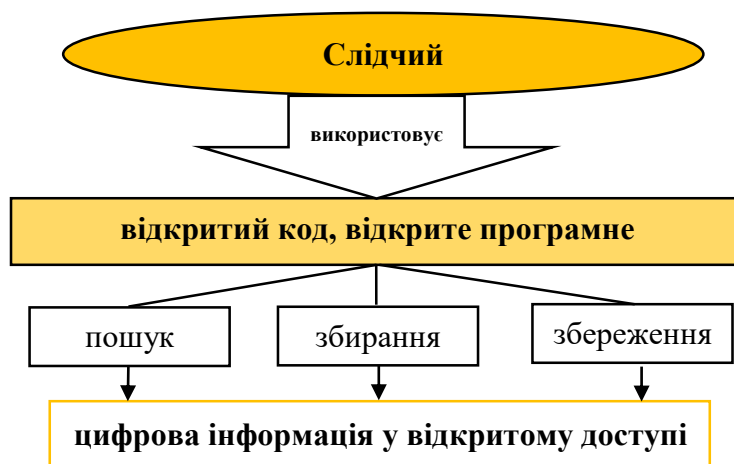 Слідчий
використовує
відкритий код, відкрите програмне
пошук
збирання
збереження
цифрова інформація у відкритому доступі